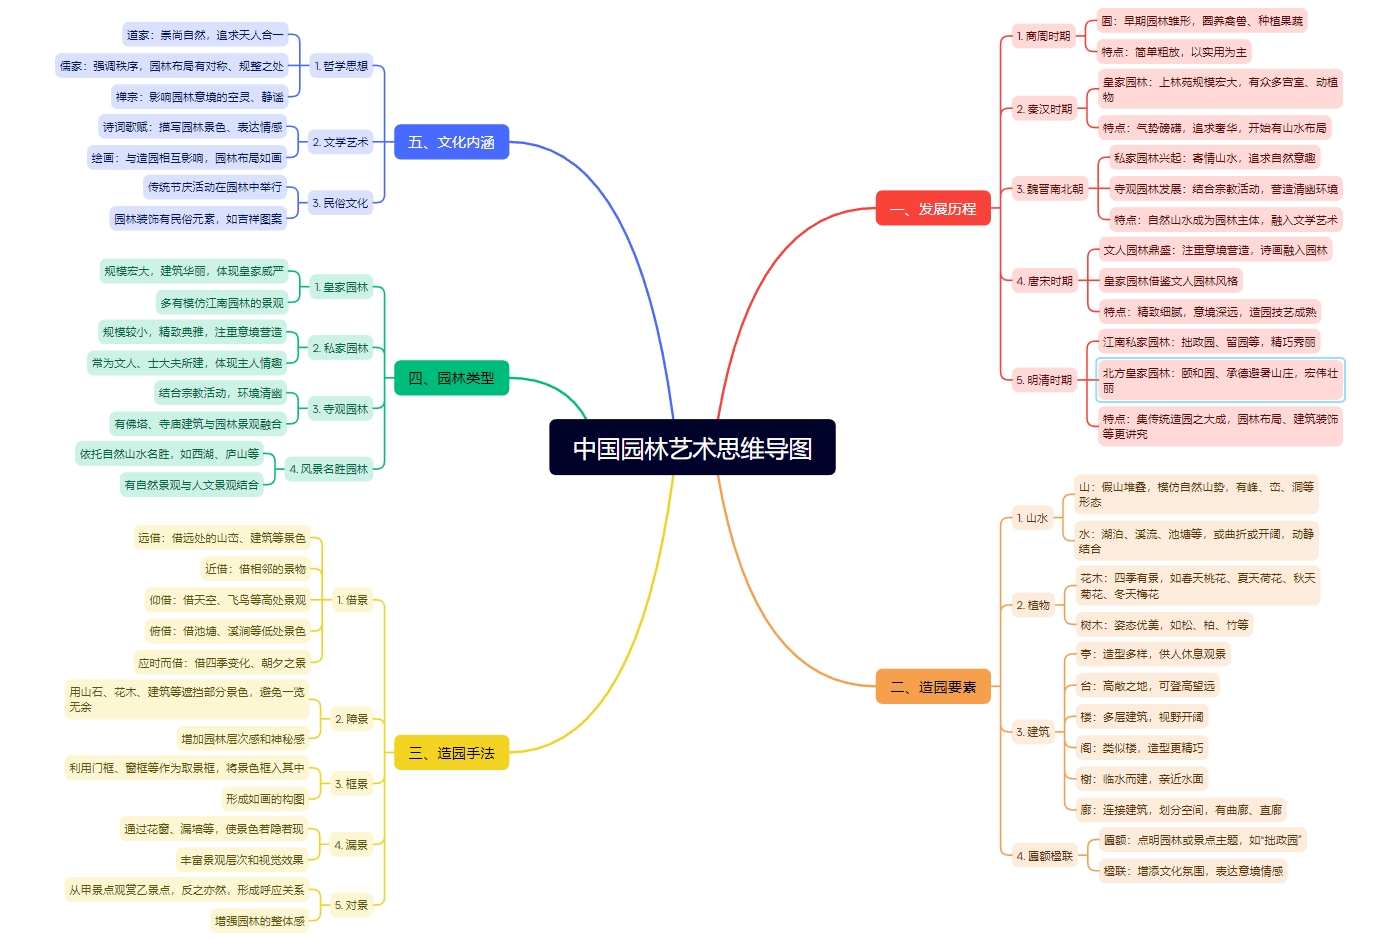 中国园林艺术思维导图
一、发展历程
1. 商周时期
囿：早期园林雏形，圈养禽兽、种植果蔬
特点：简单粗放，以实用为主
2. 秦汉时期
皇家园林：上林苑规模宏大，有众多宫室、动植
物
特点：气势磅礴，追求奢华，开始有山水布局
3. 魏晋南北朝
私家园林兴起：寄情山水，追求自然意趣
寺观园林发展：结合宗教活动，营造清幽环境
特点：自然山水成为园林主体，融入文学艺术
4. 唐宋时期
文人园林鼎盛：注重意境营造，诗画融入园林
皇家园林借鉴文人园林风格
特点：精致细腻，意境深远，造园技艺成熟
5. 明清时期
江南私家园林：拙政园、留园等，精巧秀丽
北方皇家园林：颐和园、承德避暑山庄，宏伟壮
丽
特点：集传统造园之大成，园林布局、建筑装饰
等更讲究
二、造园要素
1. 山水
山：假山堆叠，模仿自然山势，有峰、峦、洞等
形态
水：湖泊、溪流、池塘等，或曲折或开阔，动静
结合
2. 植物
花木：四季有景，如春天桃花、夏天荷花、秋天
菊花、冬天梅花
树木：姿态优美，如松、柏、竹等
3. 建筑
亭：造型多样，供人休息观景
台：高敞之地，可登高望远
楼：多层建筑，视野开阔
阁：类似楼，造型更精巧
榭：临水而建，亲近水面
廊：连接建筑，划分空间，有曲廊、直廊
4. 匾额楹联
匾额：点明园林或景点主题，如“拙政园”
楹联：增添文化氛围，表达意境情感
三、造园手法
1. 借景
远借：借远处的山峦、建筑等景色
近借：借相邻的景物
仰借：借天空、飞鸟等高处景观
俯借：借池塘、溪涧等低处景色
应时而借：借四季变化、朝夕之景
2. 障景
用山石、花木、建筑等遮挡部分景色，避免一览
无余
增加园林层次感和神秘感
3. 框景
利用门框、窗框等作为取景框，将景色框入其中
形成如画的构图
4. 漏景
通过花窗、漏墙等，使景色若隐若现
丰富景观层次和视觉效果
5. 对景
从甲景点观赏乙景点，反之亦然，形成呼应关系
增强园林的整体感
四、园林类型
1. 皇家园林
规模宏大，建筑华丽，体现皇家威严
多有模仿江南园林的景观
2. 私家园林
规模较小，精致典雅，注重意境营造
常为文人、士大夫所建，体现主人情趣
3. 寺观园林
结合宗教活动，环境清幽
有佛塔、寺庙建筑与园林景观融合
4. 风景名胜园林
依托自然山水名胜，如西湖、庐山等
有自然景观与人文景观结合
五、文化内涵
1. 哲学思想
道家：崇尚自然，追求天人合一
儒家：强调秩序，园林布局有对称、规整之处
禅宗：影响园林意境的空灵、静谧
2. 文学艺术
诗词歌赋：描写园林景色、表达情感
绘画：与造园相互影响，园林布局如画
3. 民俗文化
传统节庆活动在园林中举行
园林装饰有民俗元素，如吉祥图案